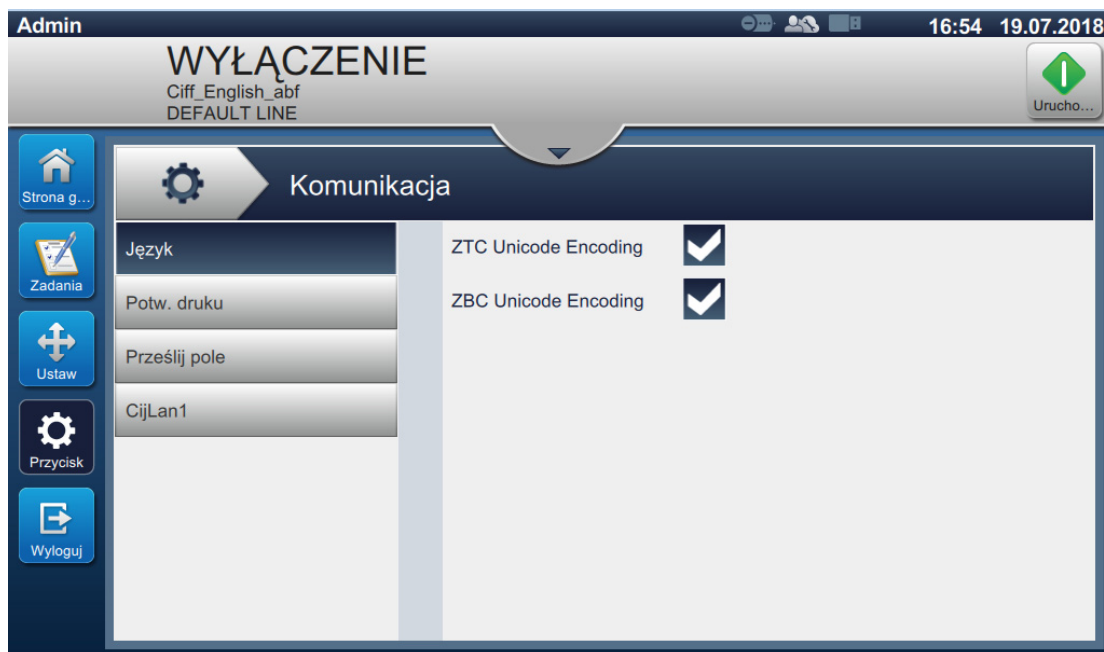 Admin
16:54 19.07.2018
WYŁĄCZENIE
Ciff_English_abf
DEFAULT LINE
Urucho...
Strona g...
Komunikacja
Język
ZTC Unicode Encoding
Zadania
Potw. druku
ZBC Unicode Encoding
Prześlij pole
Ustaw
CijLan1
Przycisk
Wyloguj